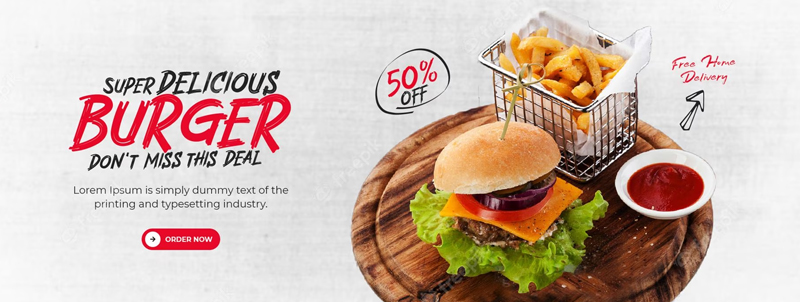 SUPER DELICIOUS
BURGER
DON'T MISS THIS DEAL
Lorem Ipsum is simply dummy text of the
printing and typesetting industry.
ORDER NOW
50%
OFF
Free Home
Delivery